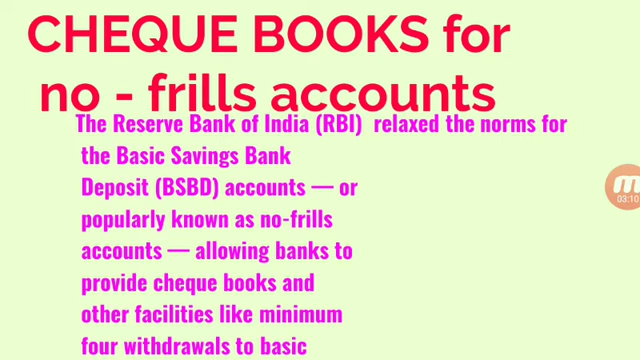 CHEQUE BOOKS for
no - frills accounts
The Reserve Bank of India (RBI) relaxed the norms for
the Basic Savings Bank
Deposit (BSBD) accounts — or
popularly known as no-frills
accounts — allowing banks to
provide cheque books and
other facilities like minimum
four withdrawals to basic
03:10